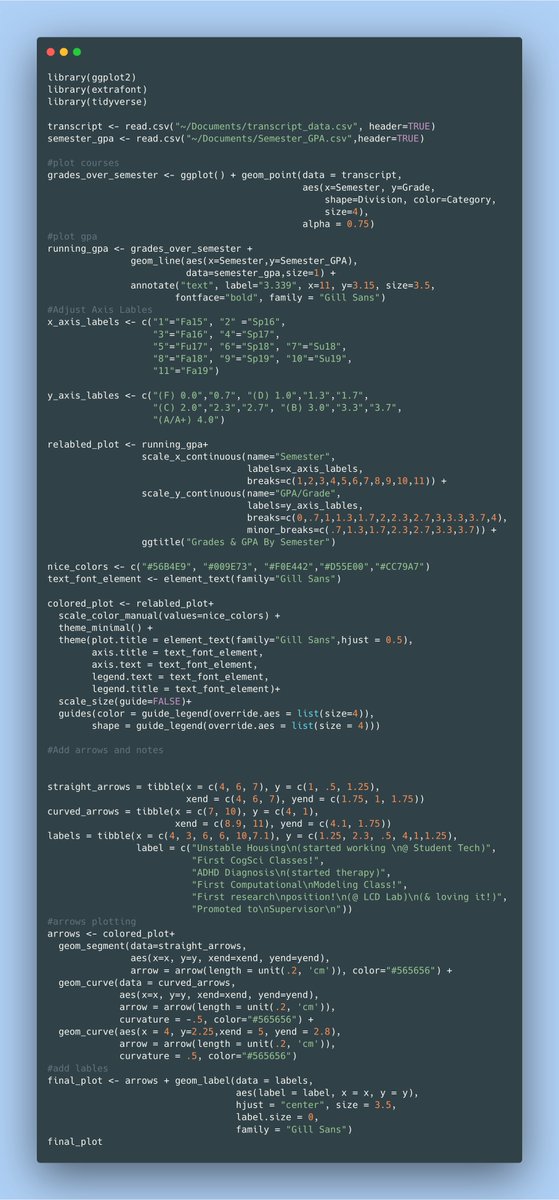 library(ggplot2)
library(extrafont)
library(tidyverse)
transcript <- read.csv("~/Documents/transcript_data.csv", header=TRUE)
semester_gpa <- read.csv("~/Documents/Semester_GPA.csv",header=TRUE)
#plot courses
grades_over_semester <- ggplot() + geom_point(data = transcript,
aes(x=Semester, y=Grade,
shape=Division, color=Category,
size=4),
alpha = 0.75)
#plot gpa
running_gpa <- grades_over_semester +
geom_line(aes(x=Semester,y=Semester_GPA),
data=semester_gpa,size=1) +
annotate("text", label="3.339", x=11, y=3.15, size=3.5,
fontface="bold", family = "Gill Sans")
#Adjust Axis Lables
x_axis_labels <- c("1"="Fa15", "2" ="Sp16",
"3"="Fa16", "4"="Sp17",
"5"="Fu17", "6"="Sp18", "7"="Su18",
"8"="Fa18", "9"="Sp19", "10"="Su19",
"11"="Fa19")
y_axis_lables <- c("(F) 0.0","0.7", "(D) 1.0","1.3","1.7",
"(C) 2.0","2.3","2.7", "(B) 3.0","3.3","3.7",
"(A/A+) 4.0")
relabled_plot <- running_gpa+
scale_x_continuous(name="Semester",
labels=x_axis_labels,
breaks=c(1,2,3,4,5,6,7,8,9,10,11)) +
scale_y_continuous(name="GPA/Grade",
labels=y_axis_lables,
breaks=c(0,.7,1,1.3,1.7,2,2.3,2.7,3,3.3,3.7,4),
minor_breaks=c(.7,1.3,1.7,2.3,2.7,3.3,3.7)) +
ggtitle("Grades & GPA By Semester")
nice_colors <- c("#56B4E9", "#009E73", "#F0E442","#D55E00","#CC79A7")
text_font_element <- element_text(family="Gill Sans")
colored_plot <- relabled_plot+
scale_color_manual(values=nice_colors) +
theme_minimal() +
theme(plot.title = element_text(family="Gill Sans",hjust = 0.5),
axis.title = text_font_element,
axis.text = text_font_element,
legend.text = text_font_element,
legend.title = text_font_element)+
scale_size(guide=FALSE)+
guides(color = guide_legend(override.aes = list(size=4)),
shape = guide_legend(override.aes = list(size = 4)))
#Add arrows and notes
straight_arrows = tibble(x = c(4, 6, 7), y = c(1, .5, 1.25),
xend = c(4, 6, 7), yend = c(1.75, 1, 1.75))
curved_arrows = tibble(x = c(7, 10), y = c(4, 1),
xend = c(8.9, 11), yend = c(4.1, 1.75))
labels = tibble(x = c(4, 3, 6, 6, 10,7.1), y = c(1.25, 2.3, .5, 4,1,1.25),
label = c("Unstable Housing\n(started working \n@ Student Tech)",
"First CogSci Classes!",
"ADHD Diagnosis\n(started therapy)",
"First Computational\nModeling Class!",
"First research\nposition!\n(@ LCD Lab)\n(& loving it!)",
"Promoted to\nSupervisor\n"))
#arrows plotting
arrows <- colored_plot+
geom_segment(data=straight_arrows,
aes(x=x, y=y, xend=xend, yend=yend),
arrow = arrow(length = unit(.2, 'cm')), color="#565656") +
geom_curve(data = curved_arrows,
aes(x=x, y=y, xend=xend, yend=yend),
arrow = arrow(length = unit(.2, 'cm')),
curvature = -.5, color="#565656") +
geom_curve(aes(x = 4, y=2.25,xend = 5, yend = 2.8),
arrow = arrow(length = unit(.2, 'cm')),
curvature = .5, color="#565656")
#add lables
final_plot <- arrows + geom_label(data = labels,
aes(label = label, x = x, y = y),
hjust = "center", size = 3.5,
label.size = 0,
family = "Gill Sans")
final_plot